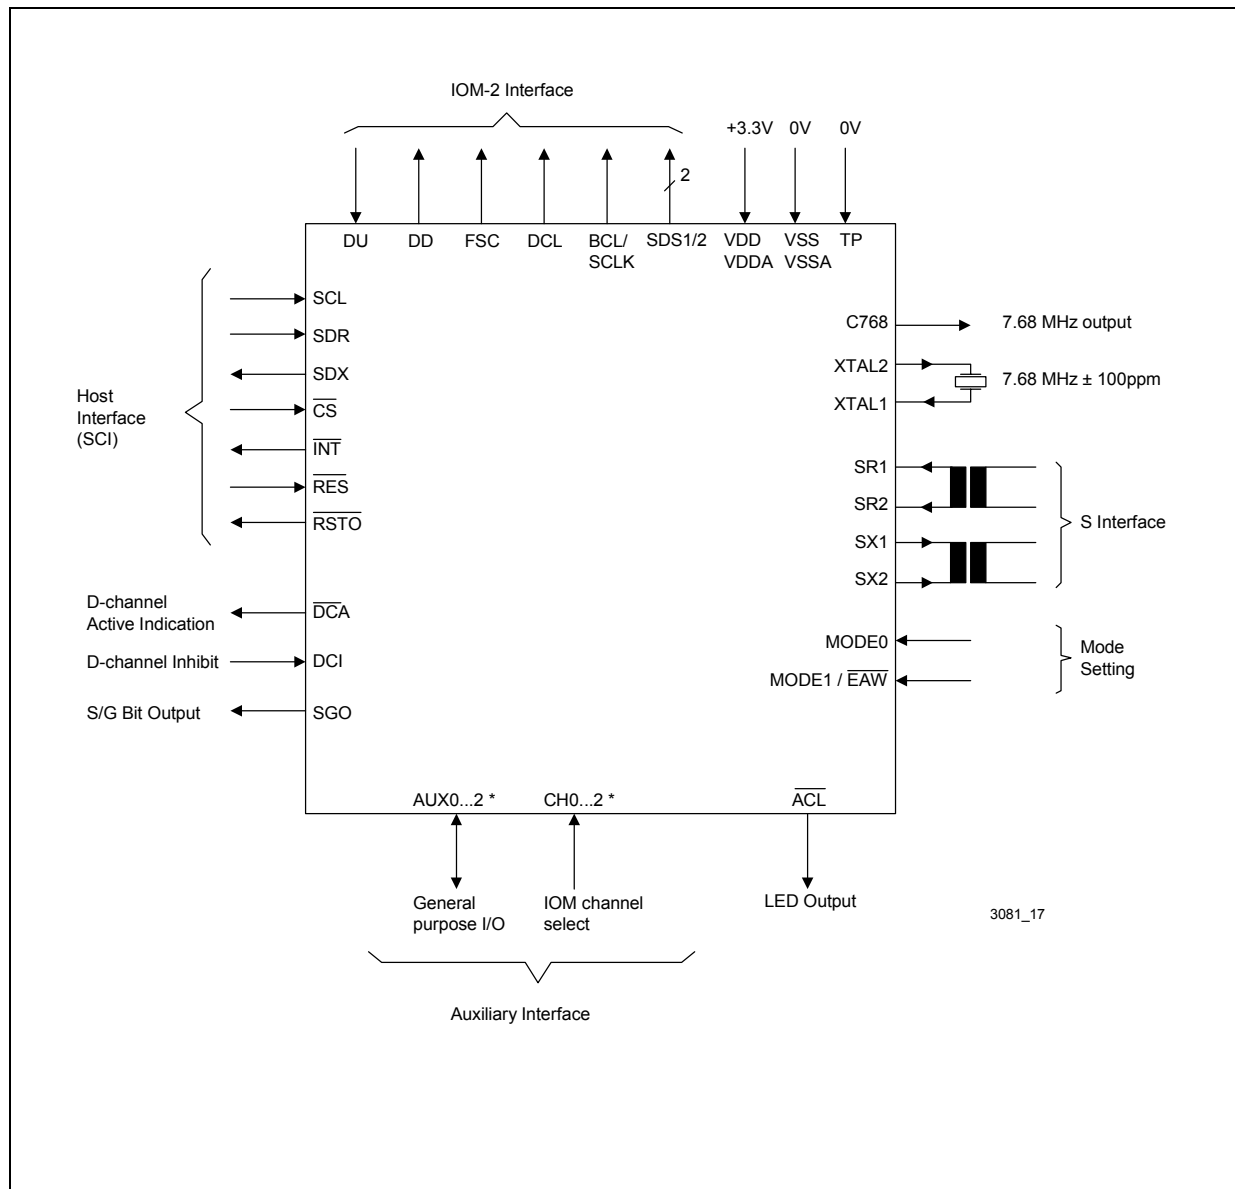 IOM-2 Interface
+3.3V 0V 0V
2
DU DD FSC DCL BCL/ SDS1/2 VDD VSS TP
SCLK VDDA VSSA
Host
Interface
(SCI)
SCL
SDR
SDX
CS
INT
RES
RSTO
C768 7.68 MHz output
XTAL2
7.68 MHz ± 100ppm
XTAL1
SR1
SR2
SX1
SX2
S Interface
D-channel
Active Indication
DCA
D-channel Inhibit DCI
S/G Bit Output SGO
MODE0
MODE1 / EAW
Mode
Setting
AUX0...2 * CH0...2 * ACL
General
purpose I/O
IOM channel
select
LED Output
3081_17
Auxiliary Interface